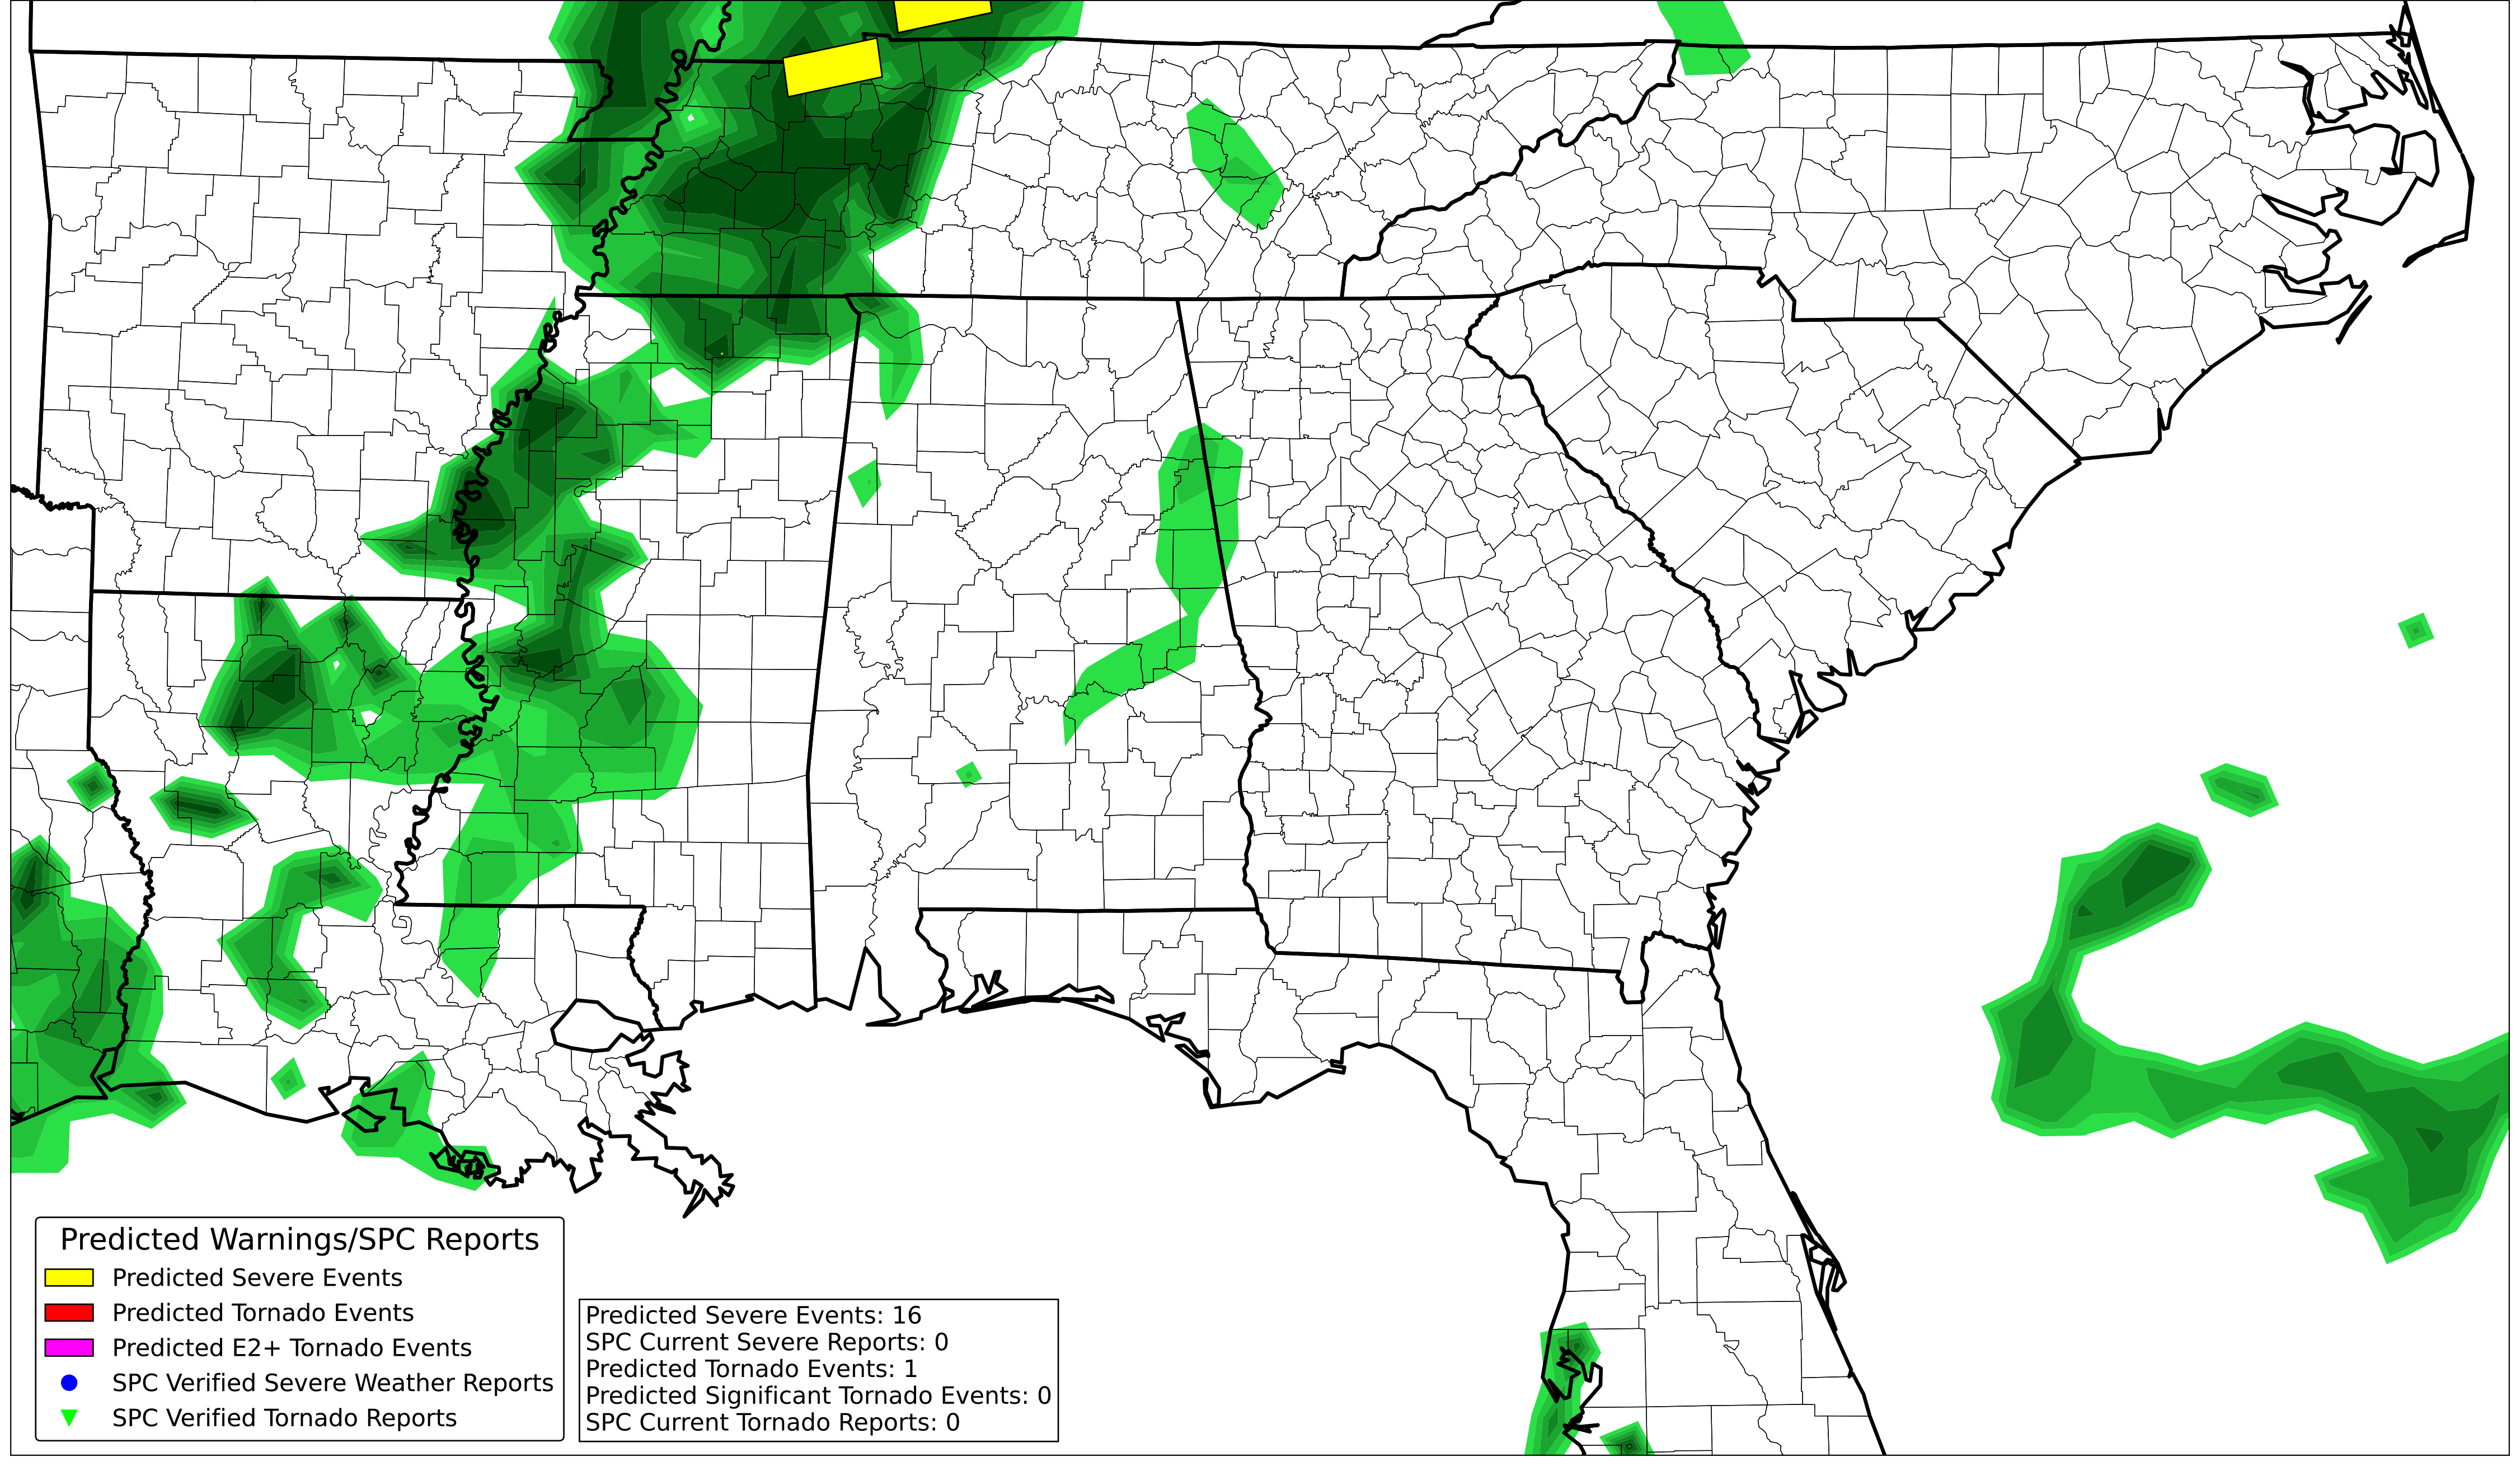 Predicted Warnings/SPC Reports
Predicted Severe Events
Predicted Tornado Events
Predicted E2+ Tornado Events
SPC Verified Severe Weather Reports
SPC Verified Tornado Reports
Predicted Severe Events: 16
SPC Current Severe Reports: 0
Predicted Tornado Events: 1
Predicted Significant Tornado Events: 0
SPC Current Tornado Reports: 0